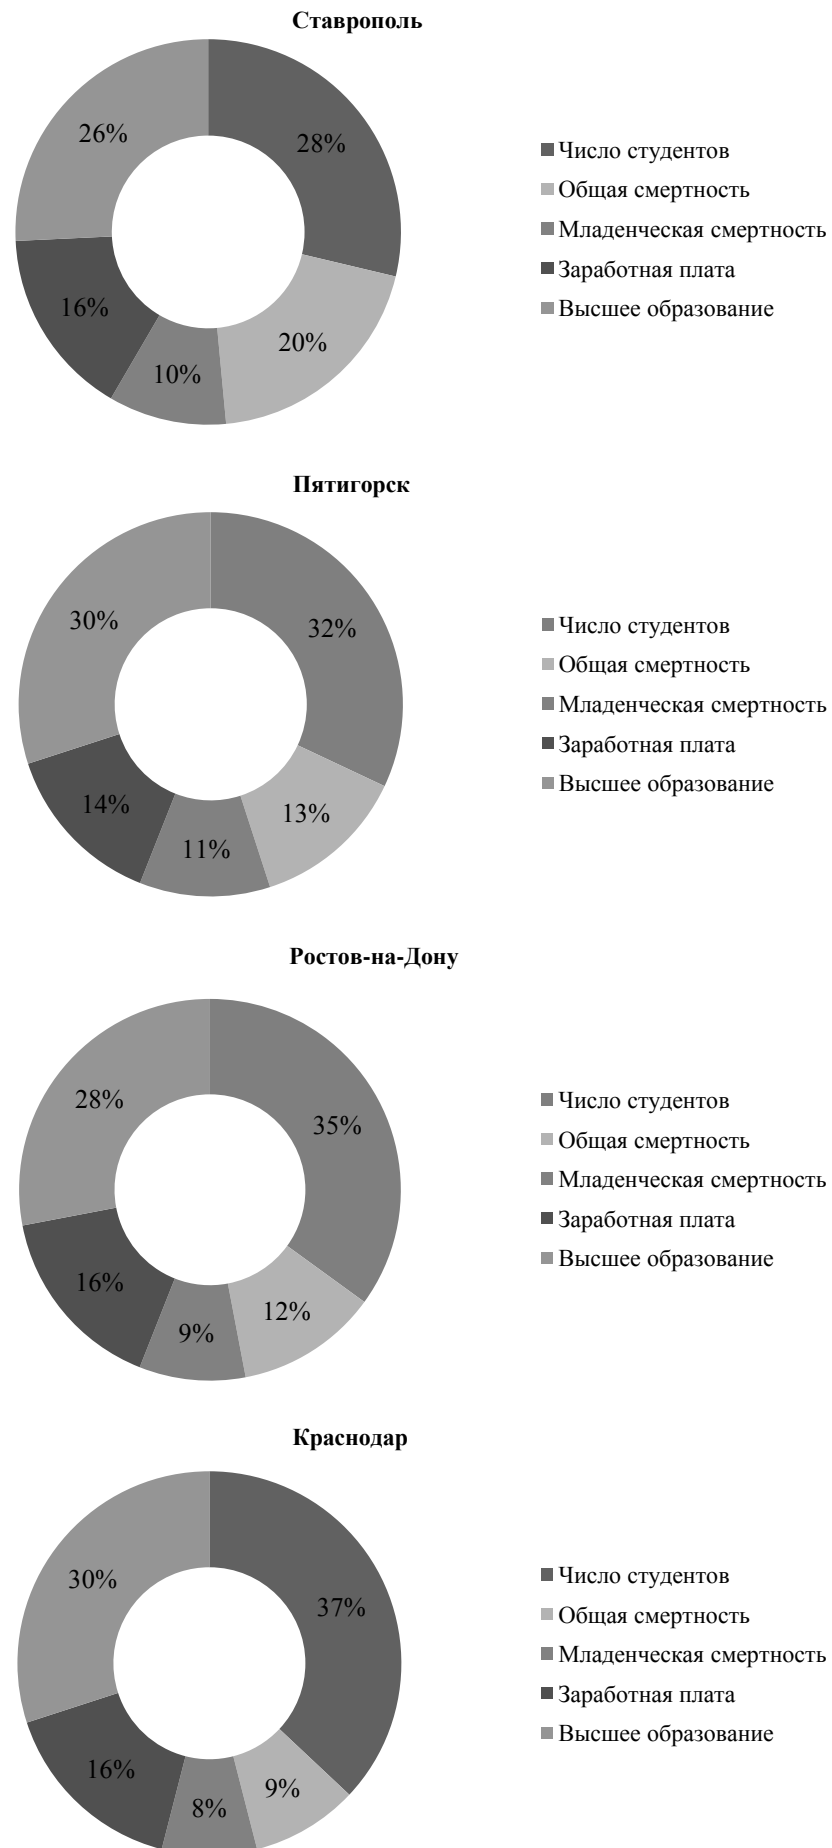 Ставрополь
26%
28%
16%
20%
10%
Число студентов
Общая смертность
Младенческая смертность
Заработная плата
Высшее образование
Пятигорск
30%
32%
14%
13%
11%
Число студентов
Общая смертность
Младенческая смертность
Заработная плата
Высшее образование
Ростов-на-Дону
28%
35%
16%
12%
9%
Число студентов
Общая смертность
Младенческая смертность
Заработная плата
Высшее образование
Краснодар
30%
37%
16%
9%
8%
Число студентов
Общая смертность
Младенческая смертность
Заработная плата
Высшее образование